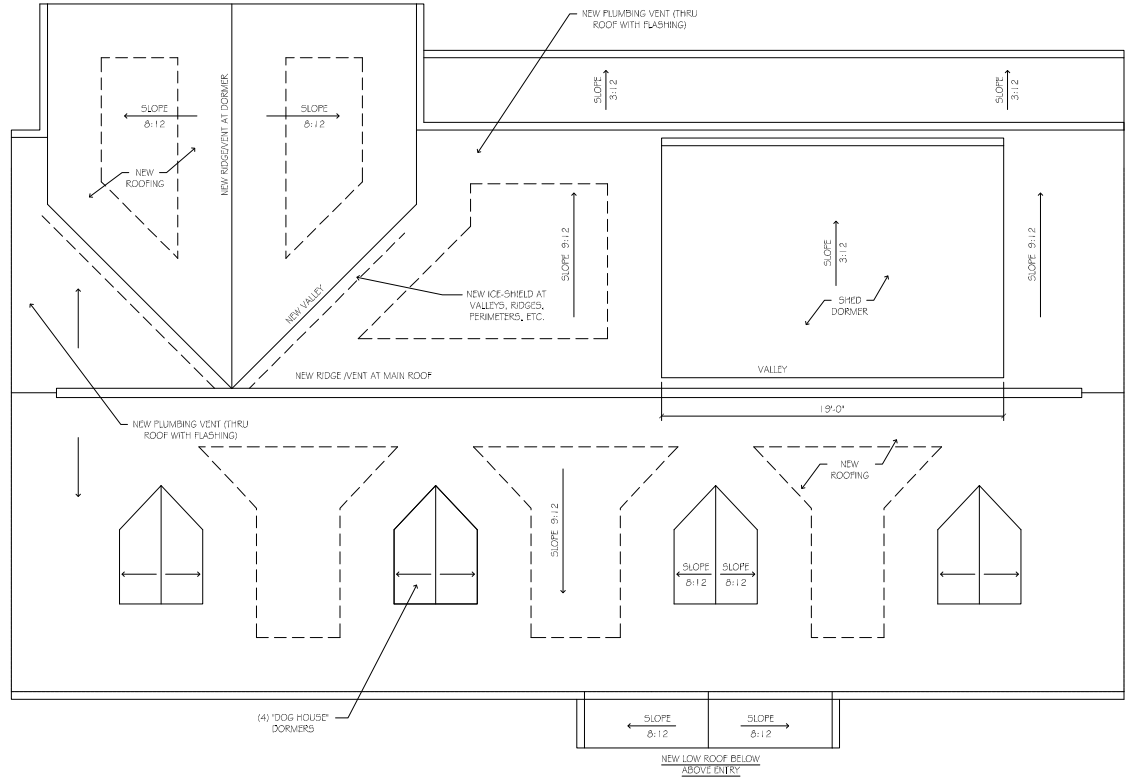 NEW PLUMBING VENT (THRU
ROOF WITH FLASHING)
SLOPE
3:12
SLOPE
3:12
SLOPE
8:12
NEW RIDGE/VENT AT DORMER
SLOPE
8:12
NEW
ROOFING
SLOPE 9:12
SLOPE
3:12
SLOPE 9:12
NEW ICE-SHIELD AT
VALLEYS, RIDGES,
PERIMETERS, ETC.
NEW VALLEY
SHED
DORMER
NEW RIDGE /VENT AT MAIN ROOF
VALLEY
19'-0"
NEW PLUMBING VENT (THRU
ROOF WITH FLASHING)
NEW
ROOFING
SLOPE 9:12
SLOPE
8:12
SLOPE
8:12
(4) "DOG HOUSE"
DORMERS
SLOPE
8:12
SLOPE
8:12
NEW LOW ROOF BELOW
ABOVE ENTRY